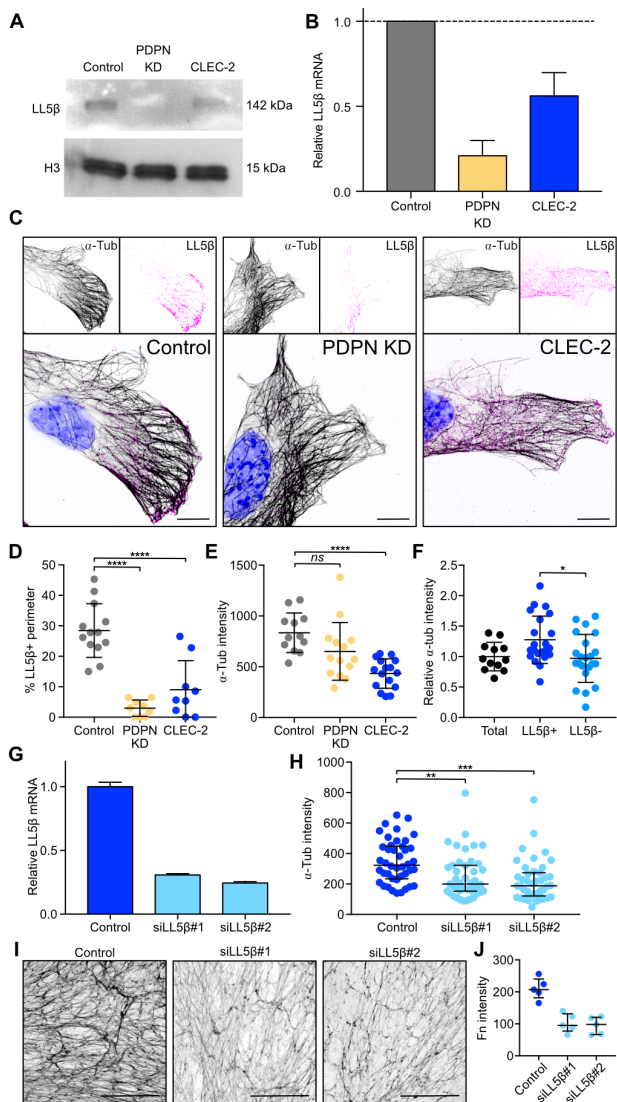 A
Control
PDPN
KD
CLEC-2
LL5β
142 kDa
H3
15 kDa
B
Relative LL5β mRNA
1.0
0.5
1.0
Control
PDPN
KD
CLEC-2
C
α-Tub
LL5β
α-Tub
LL5β
α-Tub
LL5β
Control
PDPN KD
CLEC-2
D
% LL5β+ perimeter
50
40
30
20
10
0
****
****
Control
PDPN
KD
CLEC-2
E
α-Tub intensity
1500
1000
500
0
****
ns
Control
PDPN
KD
CLEC-2
F
Relative α-tub intensity
2.5
2.0
1.5
1.0
0.5
0.0
*
Total
LL5β+
LL5β-
G
Relative LL5β mRNA
1.0
0.5
0.0
Control
siLL5β#1
siLL5β#2
H
α-Tub intensity
1000
800
600
400
200
0
***
**
Control
siLL5β#1
siLL5β#2
I
Control
siLL5β#1
siLL5β#2
J
Fn intensity
300
200
100
0
Control
siLL5β#1
siLL5β#2